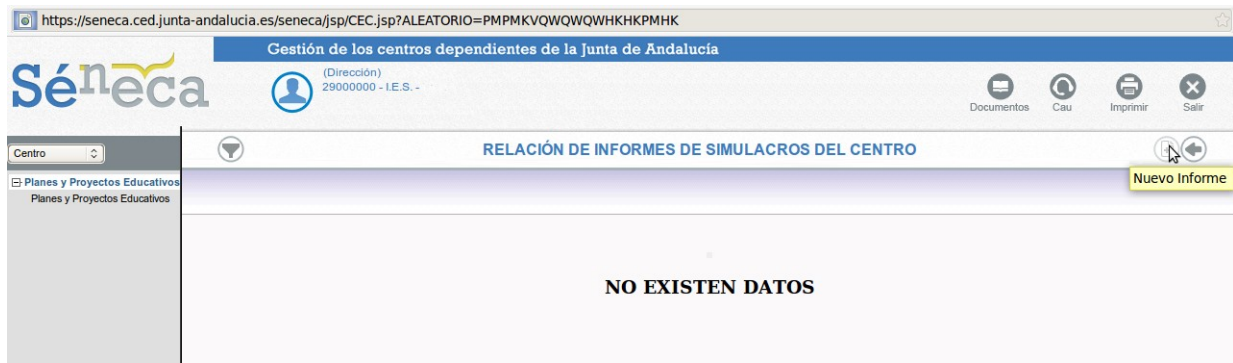 https://seneca.ced.junta-andalucia.es/seneca/jsp/CEC.jsp?ALEATORIO=PMPMKVQWQWQWHKHKPMHK
Gestión de los centros dependientes de la Junta de Andalucía
Séneca
(Dirección)
29000000 - I.E.S. -
Documentos Cau Imprimir Salir
Centro
RELACIÓN DE INFORMES DE SIMULACROS DEL CENTRO
Nuevo Informe
Planes y Proyectos Educativos
Planes y Proyectos Educativos
NO EXISTEN DATOS